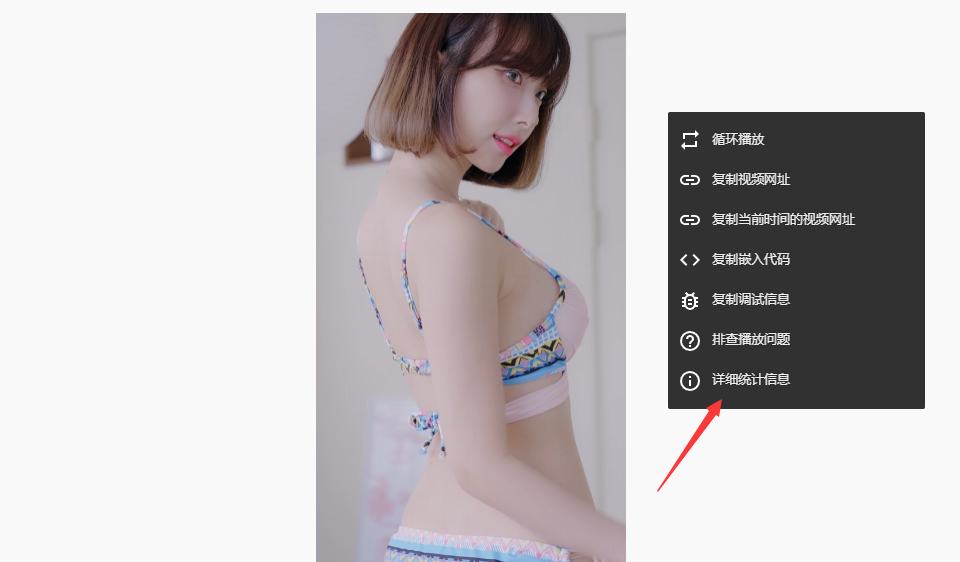 循环播放
复制视频网址
复制当前时间的视频网址
复制嵌入代码
复制调试信息
排查播放问题
详细统计信息